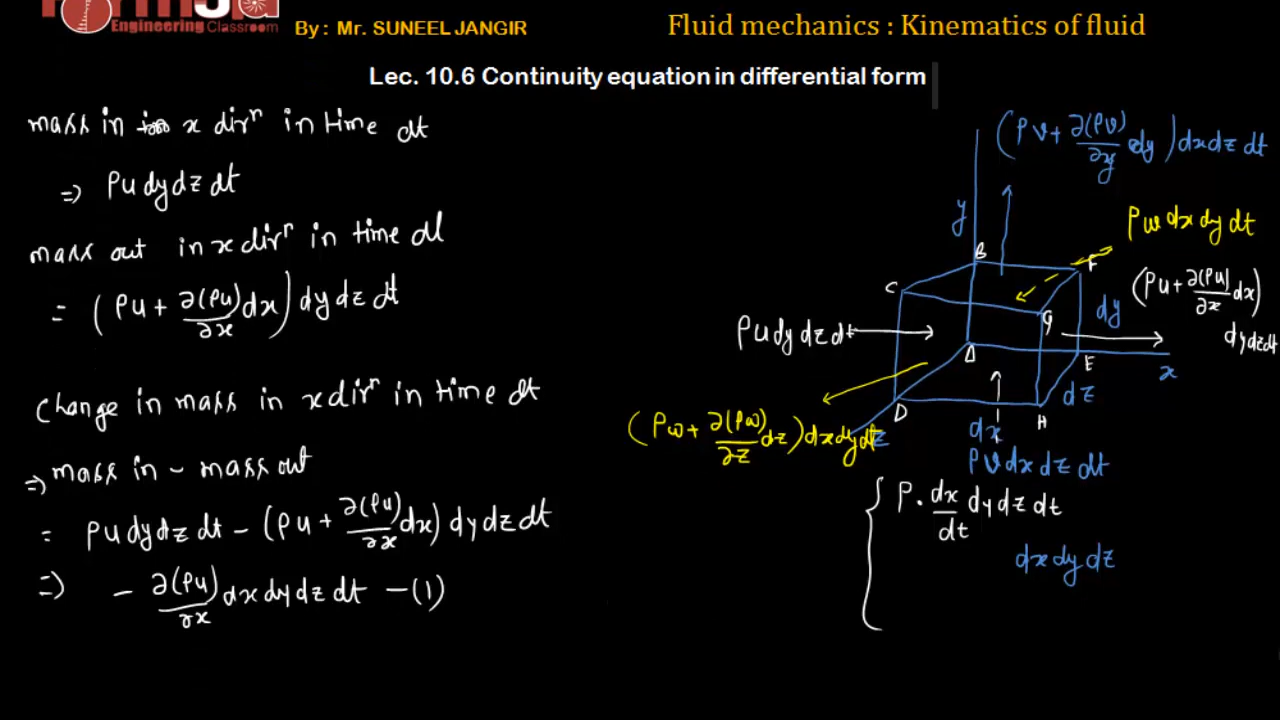 Engineering Classroom
By : Mr. SUNEEL JANGIR
Fluid mechanics : Kinematics of fluid
Lec. 10.6 Continuity equation in differential form
mass in x dirⁿ in time dt
⇒ ρu dy dz dt
mass out in x dirⁿ in time dt
= (ρu + ∂(ρu)/∂x dx) dy dz dt
Change in mass in x dirⁿ in time dt
⇒ mass in - mass out
= ρu dy dz dt - (ρu + ∂(ρu)/∂x dx) dy dz dt
⇒ - ∂(ρu)/∂x dx dy dz dt - (1)
(ρv + ∂(ρv)/∂y dy) dx dz dt
y
ρw dx dy dt
B
F
(ρu + ∂(ρu)/∂x dx)
dy dz dt
C
G
dy
ρu dy dz dt
A
E
x
dz
D
H
dx
(ρw + ∂(ρw)/∂z dz) dx dy dt
z
ρv dx dz dt
{ ρ. dx/dt dy dz dt
dx dy dz